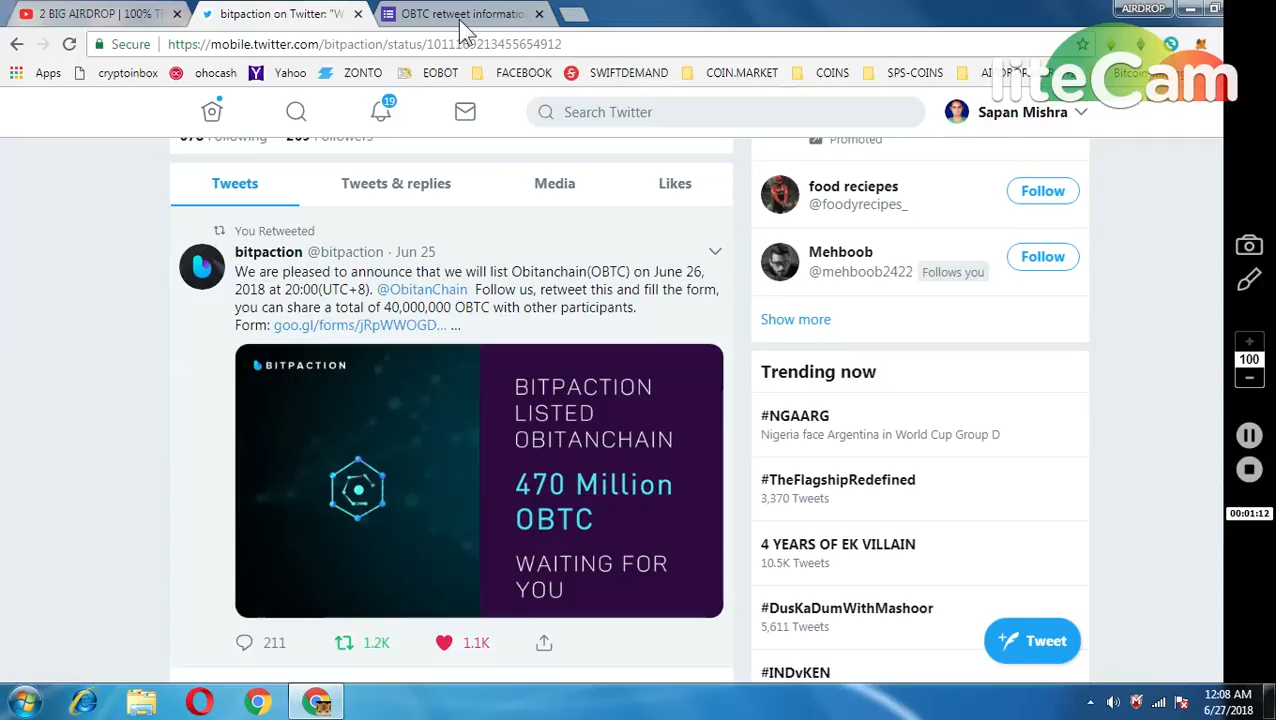 2 BIG AIRDROP | 100% T
bitpaction on Twitter: "W
OBTC retweet informatio
AIRDROP
Secure
https://mobile.twitter.com/bitpaction/status/
213455654912
Apps
cryptoinbox
ohocash
Yahoo
ZONTO
EOBOT
FACEBOOK
SWIFTDEMAND
COIN.MARKET
COINS
SPS-COINS
liteCam
19
Search Twitter
Sapan Mishra
Following
Followers
Promoted
Tweets
Tweets & replies
Media
Likes
food reciepes
@foodyrecipes_
Follow
You Retweeted
bitpaction @bitpaction · Jun 25
We are pleased to announce that we will list Obitanchain(OBTC) on June 26,
2018 at 20:00(UTC+8). @ObitanChain Follow us, retweet this and fill the form,
you can share a total of 40,000,000 OBTC with other participants.
Form: goo.gl/forms/jRpWWOGD... ...
Mehboob
@mehboob2422 Follows you
Follow
Show more
BITPACTION
BITPACTION
LISTED
OBITANCHAIN
470 Million
OBTC
WAITING FOR
YOU
211
1.2K
1.1K
Trending now
#NGAARG
Nigeria face Argentina in World Cup Group D
#TheFlagshipRedefined
3,370 Tweets
4 YEARS OF EK VILLAIN
10.5K Tweets
#DusKaDumWithMashoor
5,611 Tweets
#INDvKEN
Tweet
100
00:01:12
12:08 AM
6/27/2018